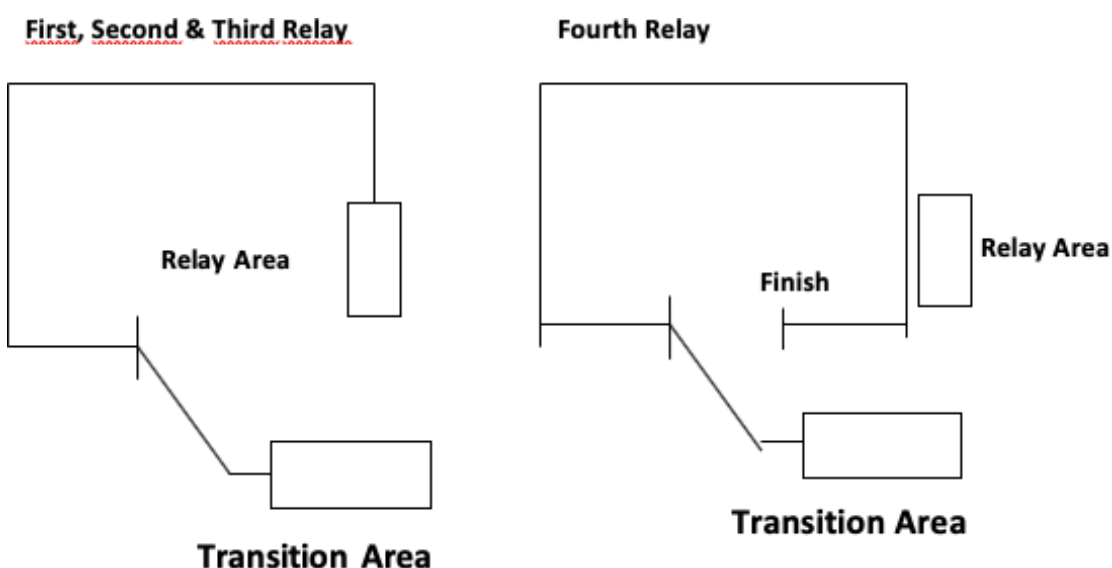 First, Second & Third Relay
Relay Area
Transition Area
Fourth Relay
Relay Area
Finish
Transition Area